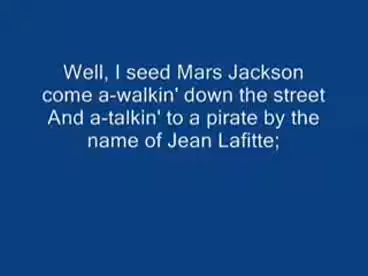 Well, I seed Mars Jackson
come a-walkin' down the street
And a-talkin' to a pirate by the
name of Jean Lafitte;